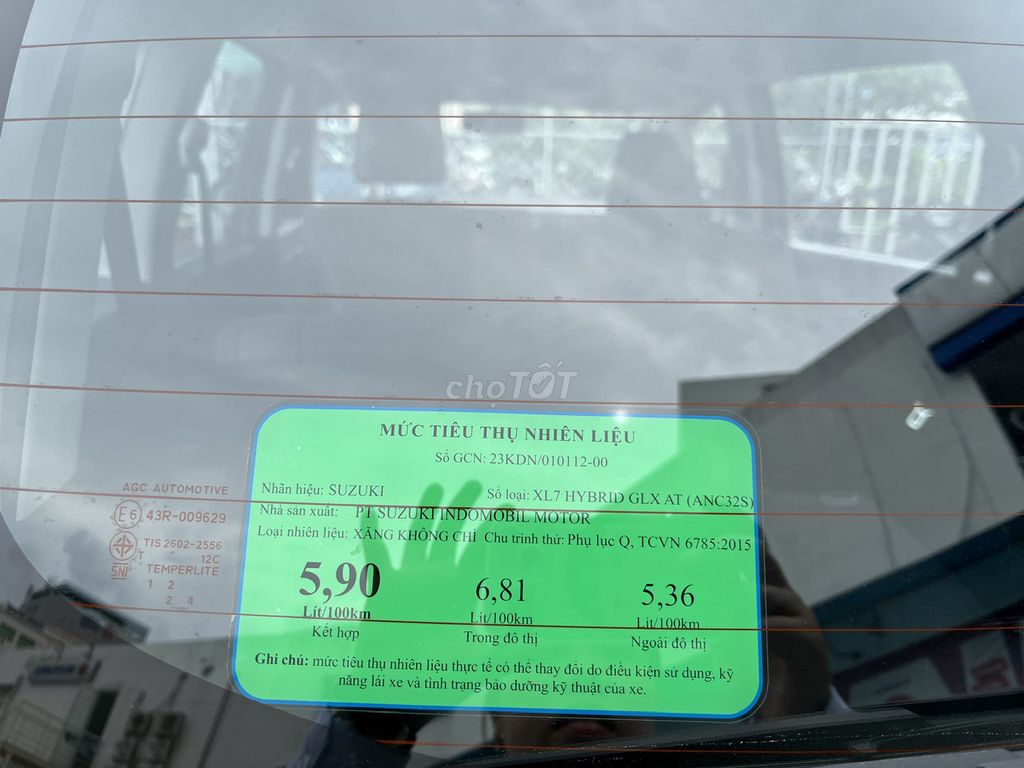 chợTỐT
MỨC TIÊU THỤ NHIÊN LIỆU
Số GCN: 23KDN/010112-00
Nhãn hiệu: SUZUKI Số loại: XL7 HYBRID GLX AT (ANC32S)
Nhà sản xuất: PT SUZUKI INDOMOBIL MOTOR
Loại nhiên liệu: XĂNG KHÔNG CHÌ Chu trình thử: Phụ lục Q, TCVN 6785:2015
5,90 6,81 5,36
Lít/100km Lít/100km Lít/100km
Kết hợp Trong đô thị Ngoài đô thị
Ghi chú: mức tiêu thụ nhiên liệu thực tế có thể thay đổi do điều kiện sử dụng, kỹ
năng lái xe và tình trạng bảo dưỡng kỹ thuật của xe.
AGC AUTOMOTIVE
E6 43R-009629
TIS 2602-2556
T 12C
SNI TEMPERLITE
1 2
2 4